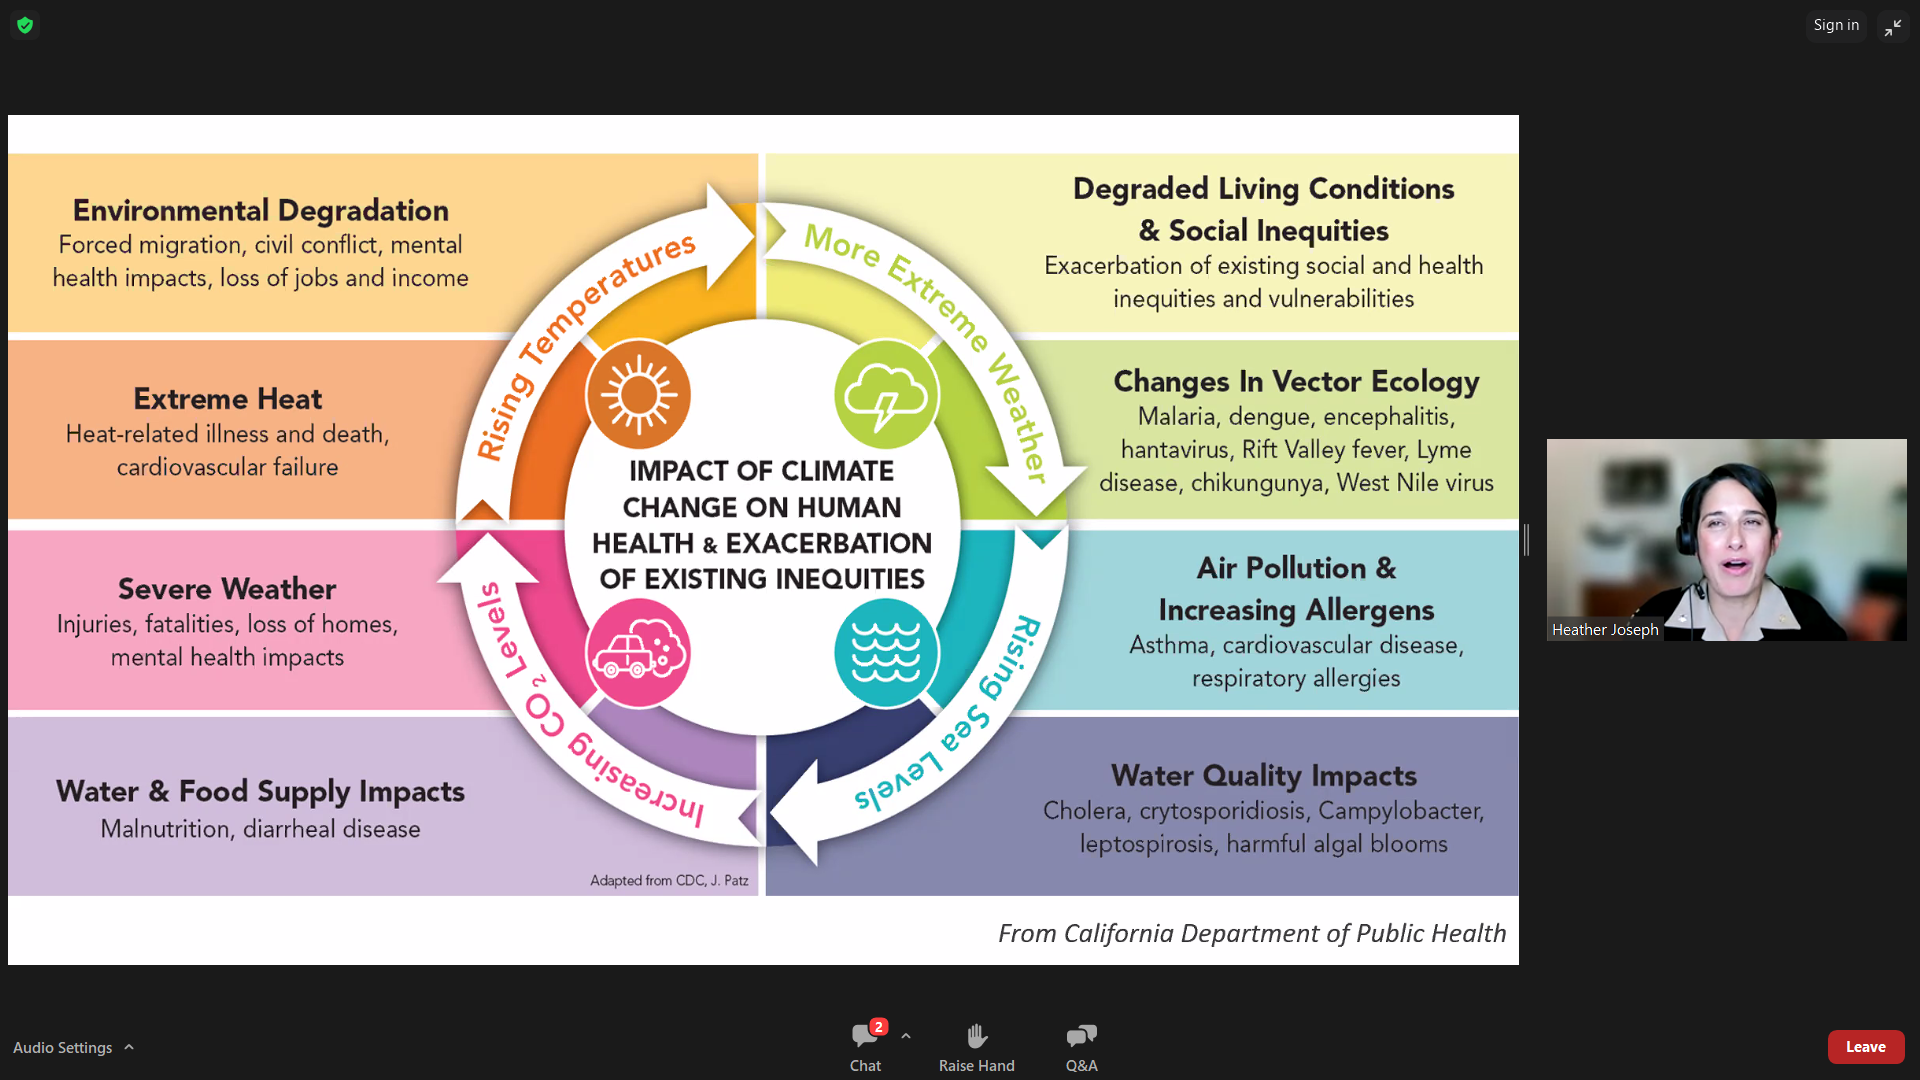 Sign in
Environmental Degradation
Forced migration, civil conflict, mental
health impacts, loss of jobs and income
Extreme Heat
Heat-related illness and death,
cardiovascular failure
Severe Weather
Injuries, fatalities, loss of homes,
mental health impacts
Water & Food Supply Impacts
Malnutrition, diarrheal disease
Adapted from CDC, J. Patz
Rising Temperatures
More Extreme Weather
Rising Sea Levels
Increasing CO₂ Levels
IMPACT OF CLIMATE
CHANGE ON HUMAN
HEALTH & EXACERBATION
OF EXISTING INEQUITIES
Degraded Living Conditions
& Social Inequities
Exacerbation of existing social and health
inequities and vulnerabilities
Changes In Vector Ecology
Malaria, dengue, encephalitis,
hantavirus, Rift Valley fever, Lyme
disease, chikungunya, West Nile virus
Air Pollution &
Increasing Allergens
Asthma, cardiovascular disease,
respiratory allergies
Water Quality Impacts
Cholera, crytosporidiosis, Campylobacter,
leptospirosis, harmful algal blooms
From California Department of Public Health
Heather Joseph
Audio Settings
2
Chat
Raise Hand
Q&A
Leave